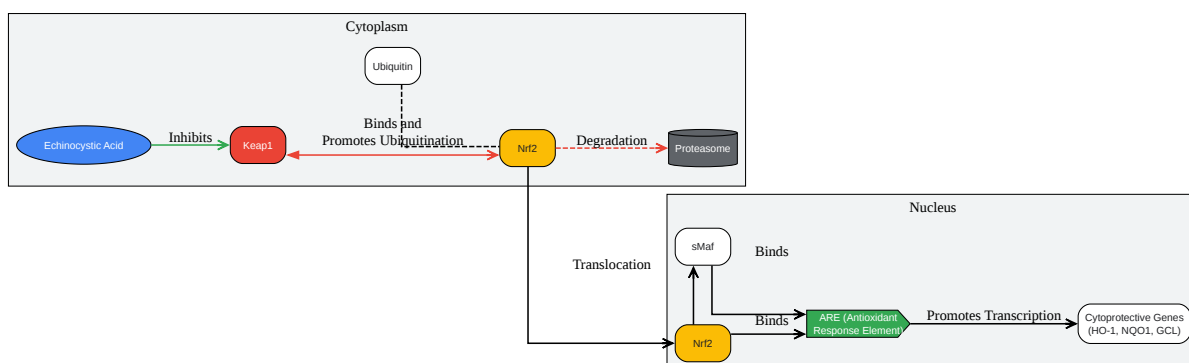 Cytoplasm
Ubiquitin
Echinocystic Acid
Inhibits
Keap1
Binds and
Promotes Ubiquitination
Nrf2
Degradation
Proteasome
Translocation
Nucleus
sMaf
Binds
Nrf2
Binds
ARE (Antioxidant
Response Element)
Promotes Transcription
Cytoprotective Genes
(HO-1, NQO1, GCL)